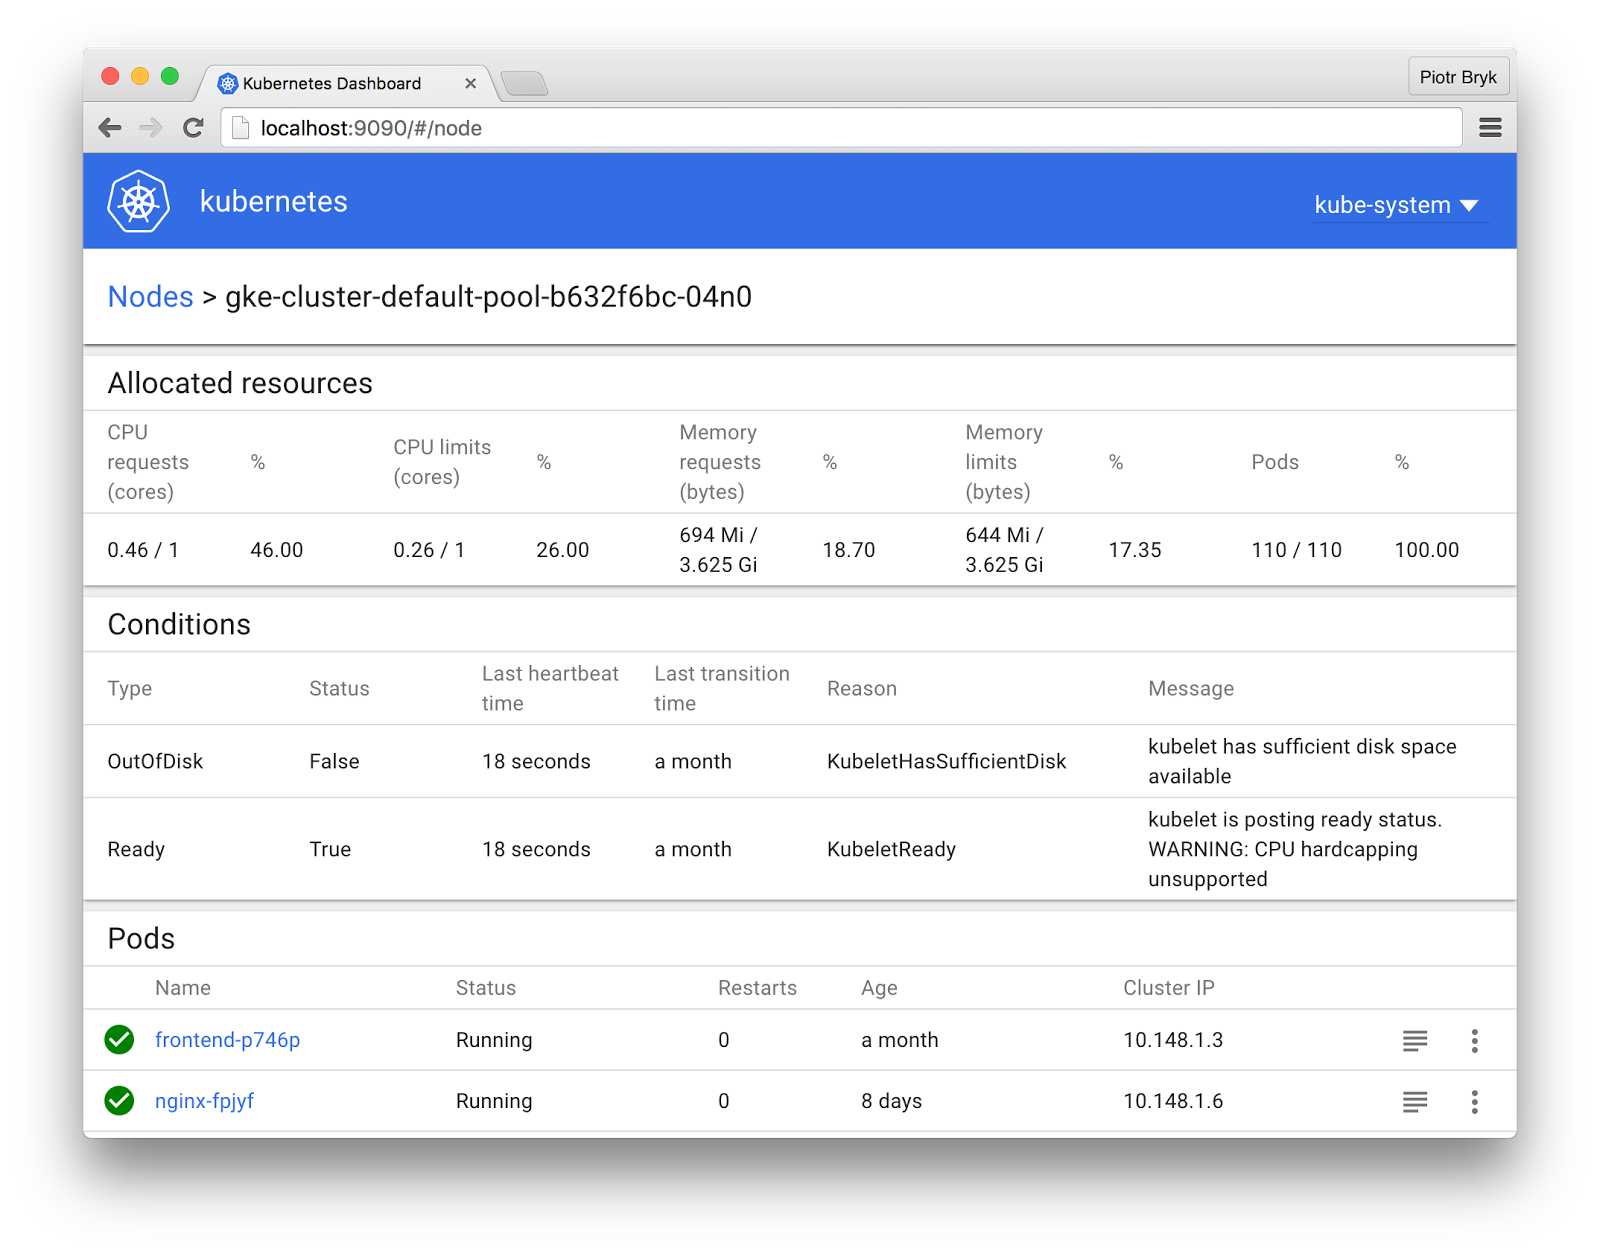 Kubernetes Dashboard
Piotr Bryk
localhost:9090/#/node
kubernetes
kube-system
Nodes > gke-cluster-default-pool-b632f6bc-04n0
Allocated resources
CPU requests (cores) % CPU limits (cores) % Memory requests (bytes) % Memory limits (bytes) % Pods %
0.46 / 1 46.00 0.26 / 1 26.00 694 Mi / 3.625 Gi 18.70 644 Mi / 3.625 Gi 17.35 110 / 110 100.00
Conditions
Type Status Last heartbeat time Last transition time Reason Message
OutOfDisk False 18 seconds a month KubeletHasSufficientDisk kubelet has sufficient disk space available
Ready True 18 seconds a month KubeletReady kubelet is posting ready status. WARNING: CPU hardcapping unsupported
Pods
Name Status Restarts Age Cluster IP
frontend-p746p Running 0 a month 10.148.1.3
nginx-fpjyf Running 0 8 days 10.148.1.6